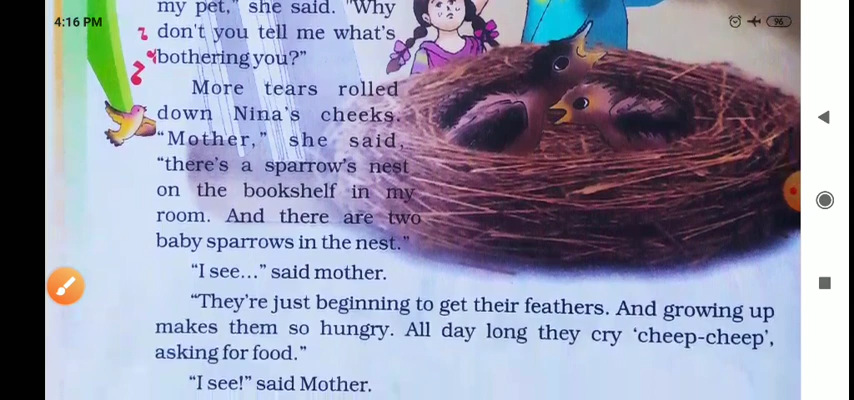 my pet," she said. "Why
4:16 PM
96
don't you tell me what's
bothering you?"
More tears rolled
down Nina's cheeks.
"Mother," she said,
"there's a sparrow's nest
on the bookshelf in my
room. And there are two
baby sparrows in the nest."
"I see..." said mother.
"They're just beginning to get their feathers. And growing up
makes them so hungry. All day long they cry 'cheep-cheep',
asking for food."
"I see!" said Mother.